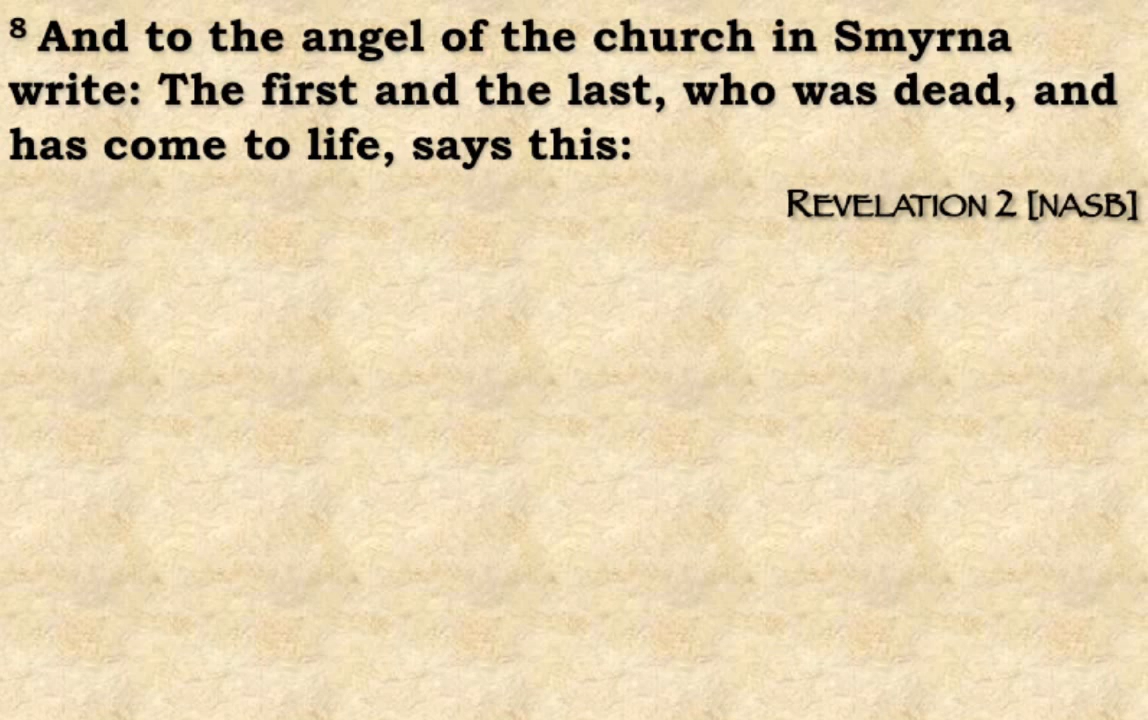 ⁸ And to the angel of the church in Smyrna
write: The first and the last, who was dead, and
has come to life, says this:
Revelation 2 [NASB]